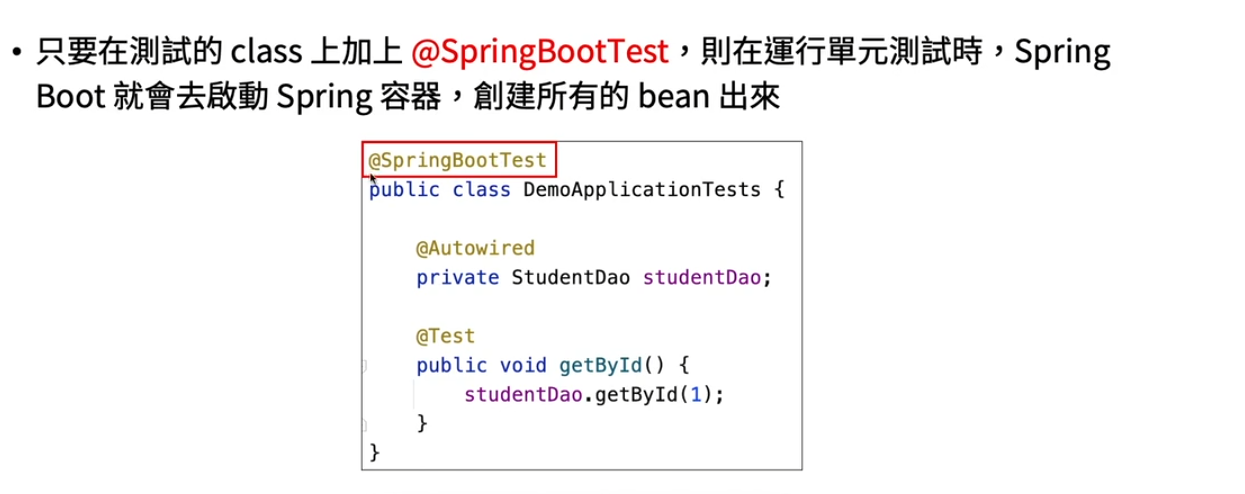 • 只要在測試的 class 上加上 @SpringBootTest，則在運行單元測試時，Spring
Boot 就會去啟動 Spring 容器，創建所有的 bean 出來
@SpringBootTest
public class DemoApplicationTests {
@Autowired
private StudentDao studentDao;
@Test
public void getById() {
studentDao.getById(1);
}
}